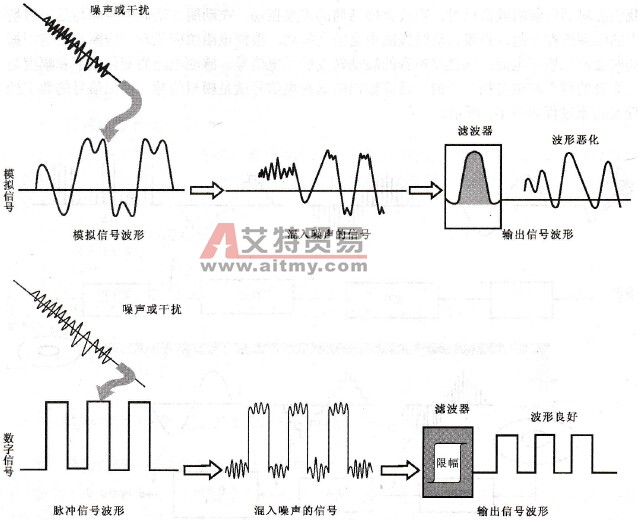 噪声或干扰
模拟信号
模拟信号波形
混入噪声的信号
滤波器
波形恶化
输出信号波形
艾特贸易
www.aitmy.com
噪声或干扰
数字信号
脉冲信号波形
混入噪声的信号
滤波器
限幅
波形良好
输出信号波形